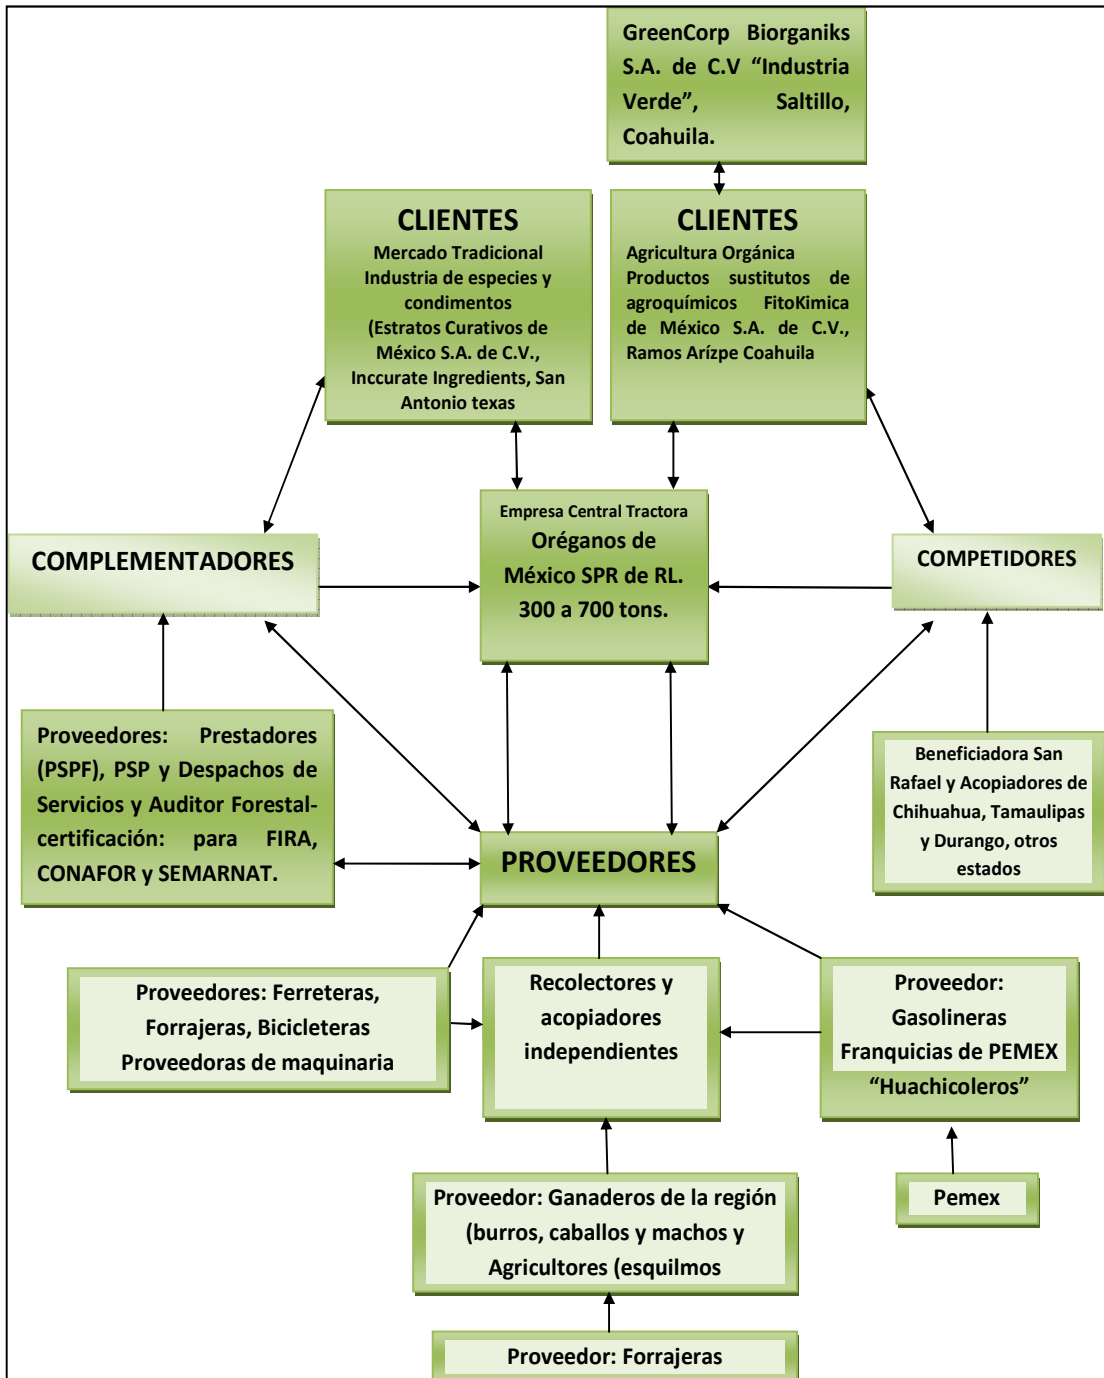 GreenCorp Biorganiks
S.A. de C.V “Industria
Verde”, Saltillo,
Coahuila.
CLIENTES
Mercado Tradicional
Industria de especies y
condimentos
(Estratos Curativos de
México S.A. de C.V.,
Inccurate Ingredients, San
Antonio texas
CLIENTES
Agricultura Orgánica
Productos sustitutos de
agroquímicos FitoKimica
de México S.A. de C.V.,
Ramos Arízpe Coahuila
COMPLEMENTADORES
Empresa Central Tractora
Oréganos de
México SPR de RL.
300 a 700 tons.
COMPETIDORES
Proveedores: Prestadores
(PSPF), PSP y Despachos de
Servicios y Auditor Forestal-
certificación: para FIRA,
CONAFOR y SEMARNAT.
PROVEEDORES
Beneficiadora San
Rafael y Acopiadores de
Chihuahua, Tamaulipas
y Durango, otros
estados
Proveedores: Ferreteras,
Forrajeras, Bicicleteras
Proveedoras de maquinaria
Recolectores y
acopiadores
independientes
Proveedor:
Gasolineras
Franquicias de PEMEX
“Huachicoleros”
Proveedor: Ganaderos de la región
(burros, caballos y machos y
Agricultores (esquilmos
Pemex
Proveedor: Forrajeras